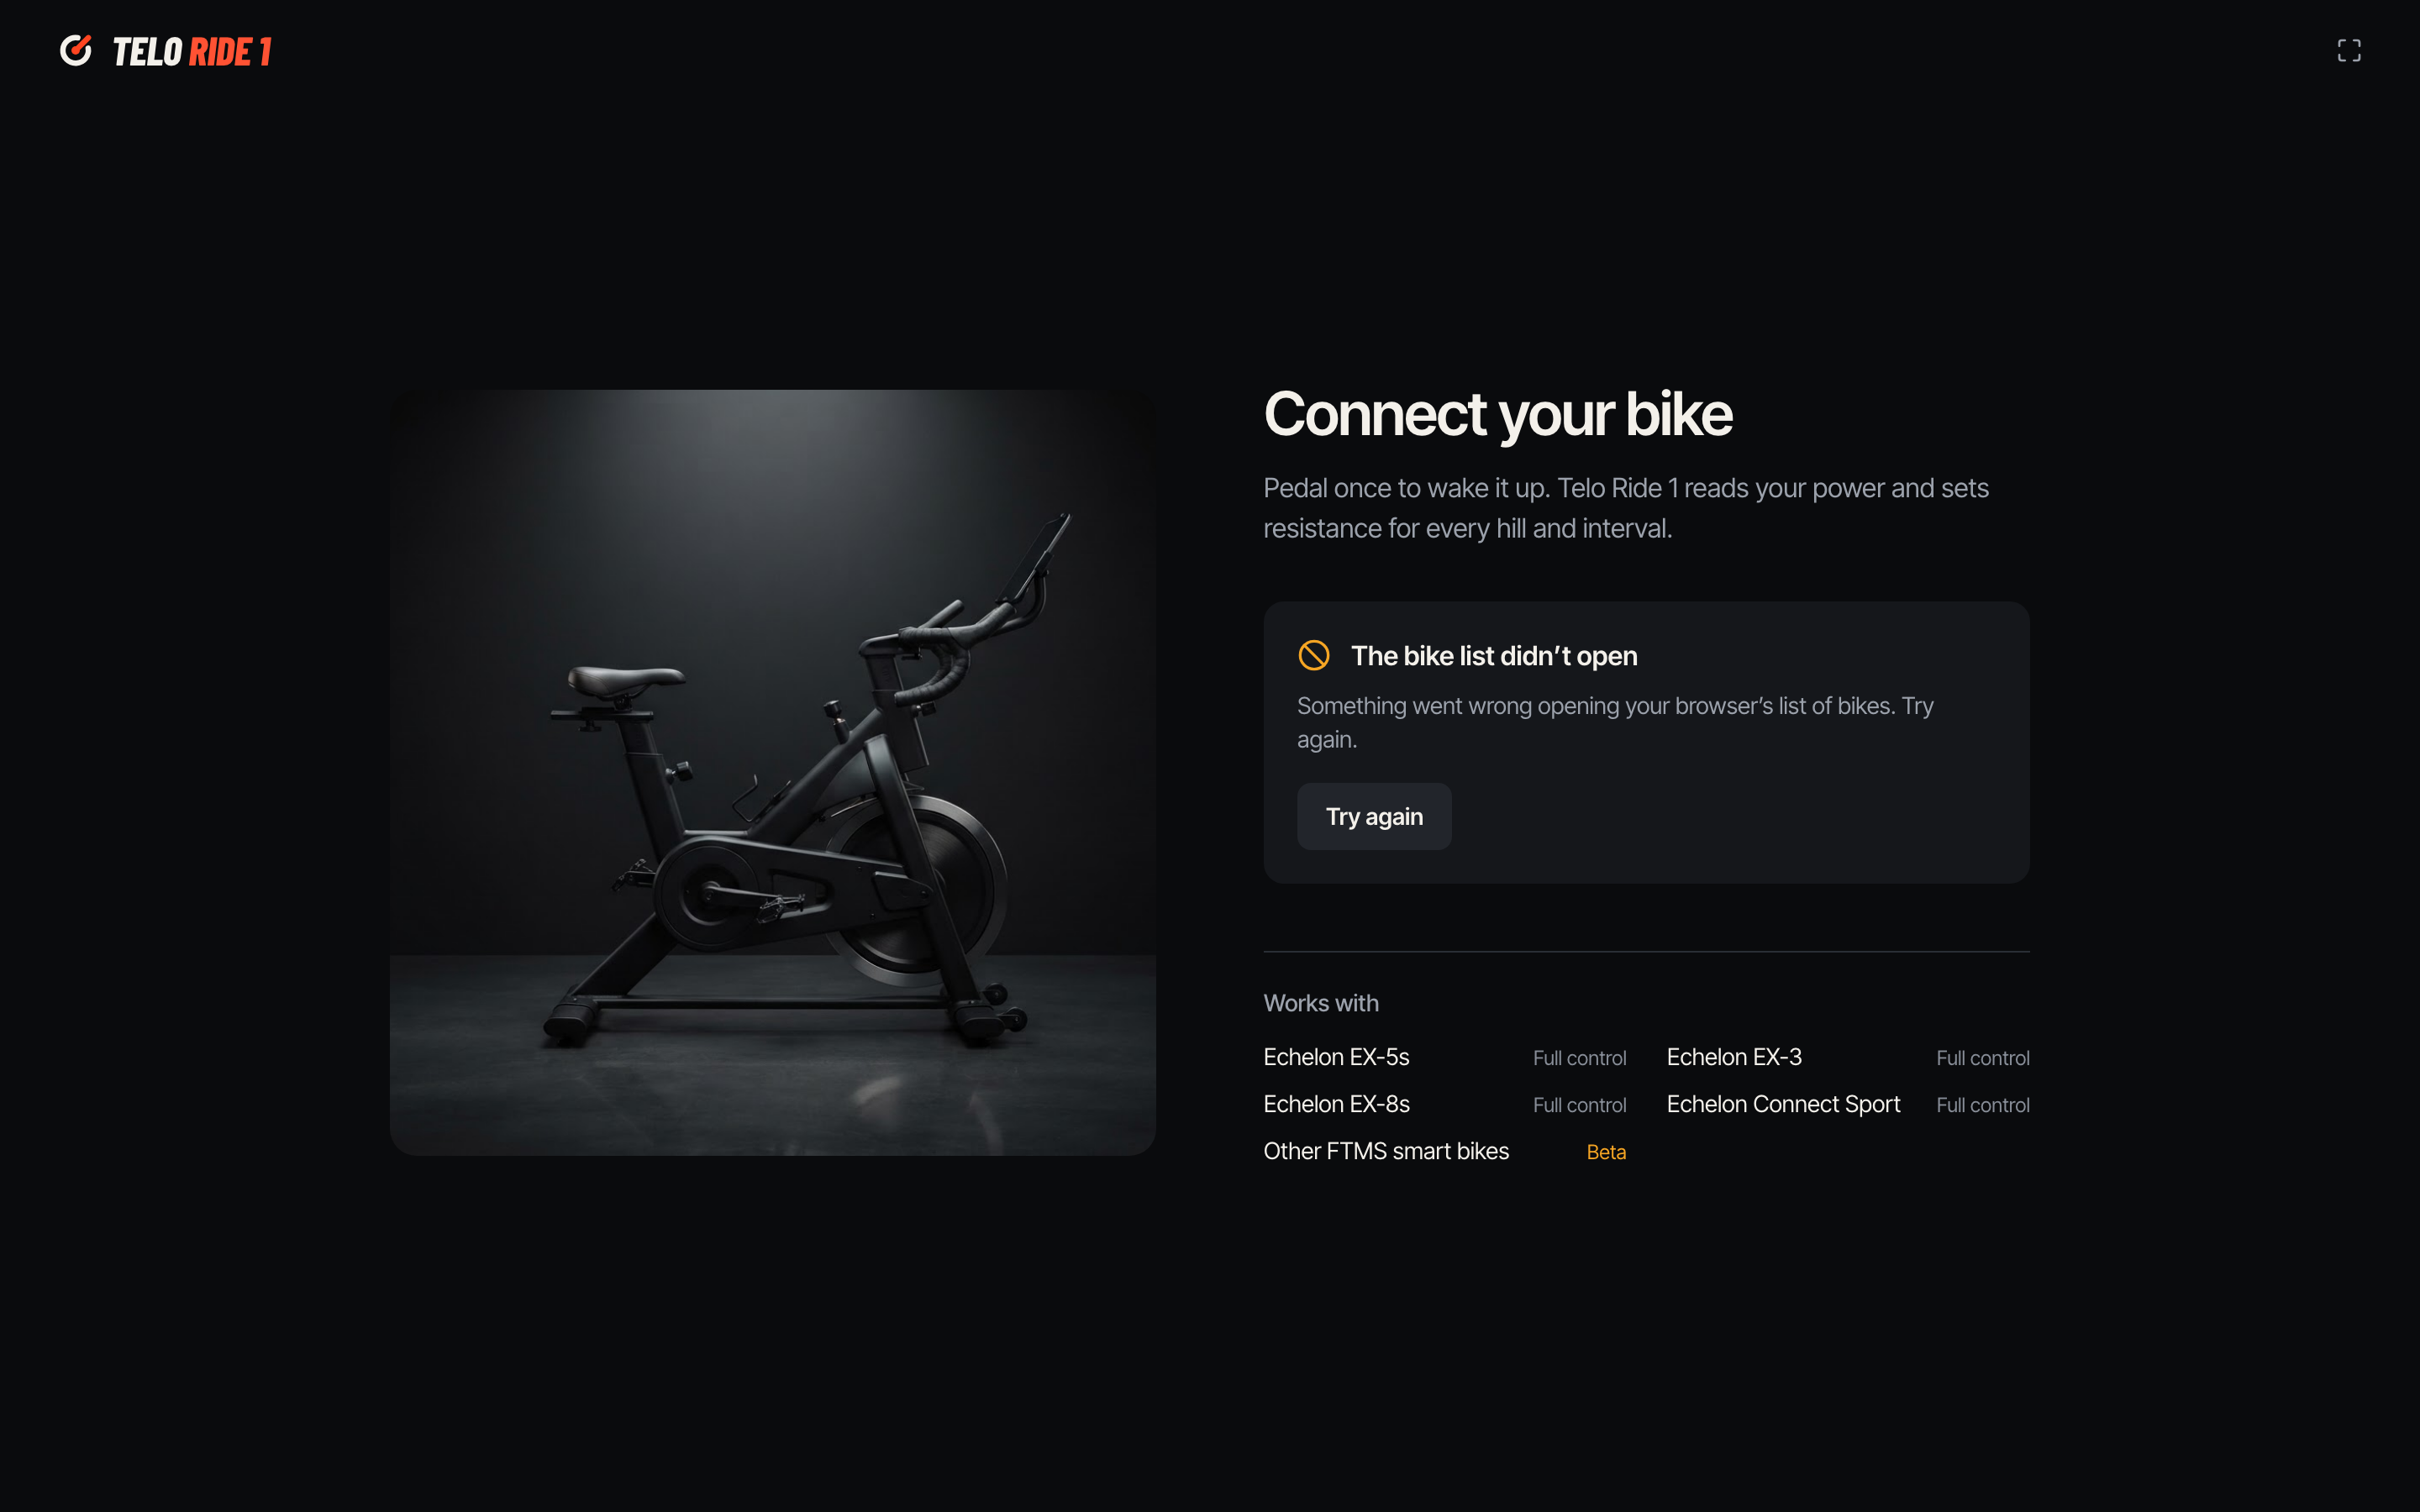 TELO RIDE 1
Connect your bike
Pedal once to wake it up. Telo Ride 1 reads your power and sets
resistance for every hill and interval.
The bike list didn’t open
Something went wrong opening your browser’s list of bikes. Try
again.
Try again
Works with
Echelon EX-5s Full control Echelon EX-3 Full control
Echelon EX-8s Full control Echelon Connect Sport Full control
Other FTMS smart bikes Beta